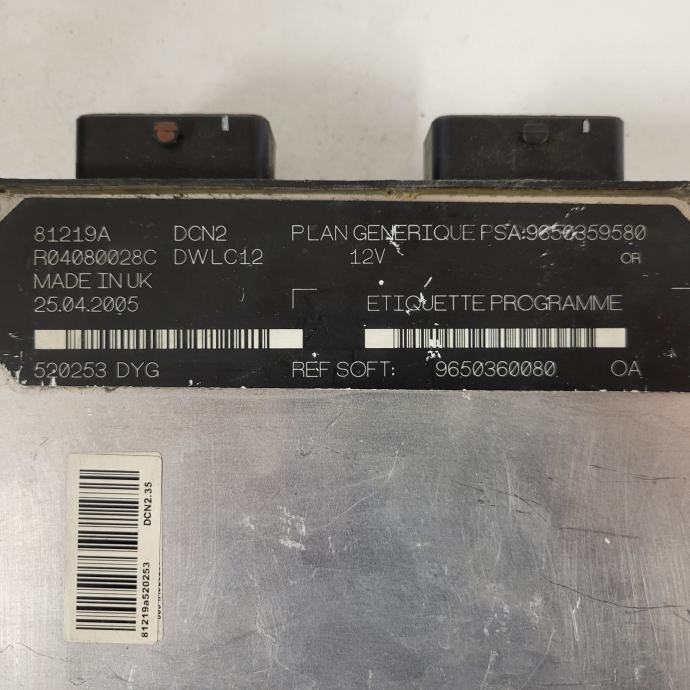 81219A DCN2 PLAN GENERIQUE PSA:9650359580
R04080028C DWLC12 12V OR
MADE IN UK
25.04.2005 ETIQUETTE PROGRAMME
520253 DYG REF SOFT: 9650360080 OA
DCN2.35
81219a520253